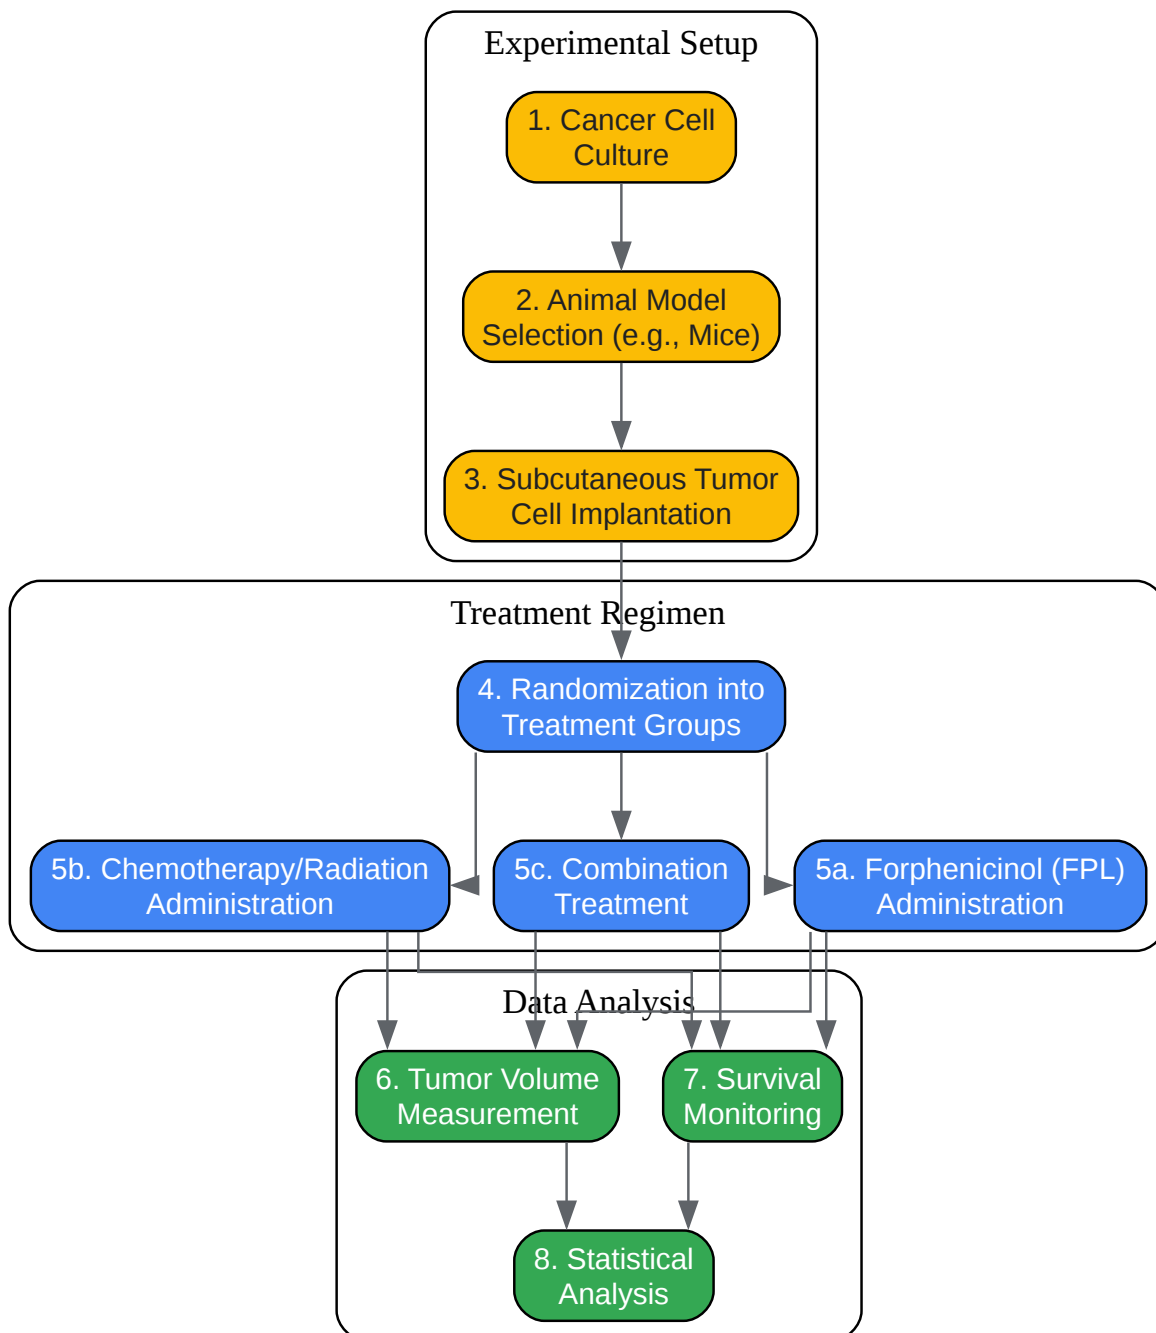 Experimental Setup
1. Cancer Cell
Culture
2. Animal Model
Selection (e.g., Mice)
3. Subcutaneous Tumor
Cell Implantation
Treatment Regimen
4. Randomization into
Treatment Groups
5b. Chemotherapy/Radiation
Administration
5c. Combination
Treatment
5a. Forphenicinol (FPL)
Administration
Data Analysis
6. Tumor Volume
Measurement
7. Survival
Monitoring
8. Statistical
Analysis